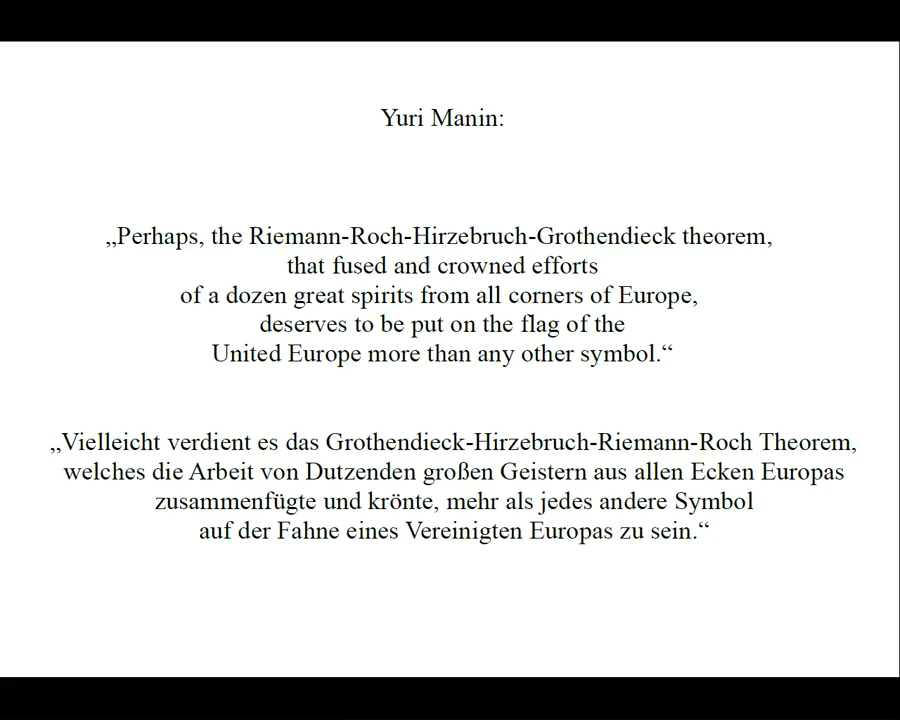 Yuri Manin:
„Perhaps, the Riemann-Roch-Hirzebruch-Grothendieck theorem,
that fused and crowned efforts
of a dozen great spirits from all corners of Europe,
deserves to be put on the flag of the
United Europe more than any other symbol.“
„Vielleicht verdient es das Grothendieck-Hirzebruch-Riemann-Roch Theorem,
welches die Arbeit von Dutzenden großen Geistern aus allen Ecken Europas
zusammenfügte und krönte, mehr als jedes andere Symbol
auf der Fahne eines Vereinigten Europas zu sein.“